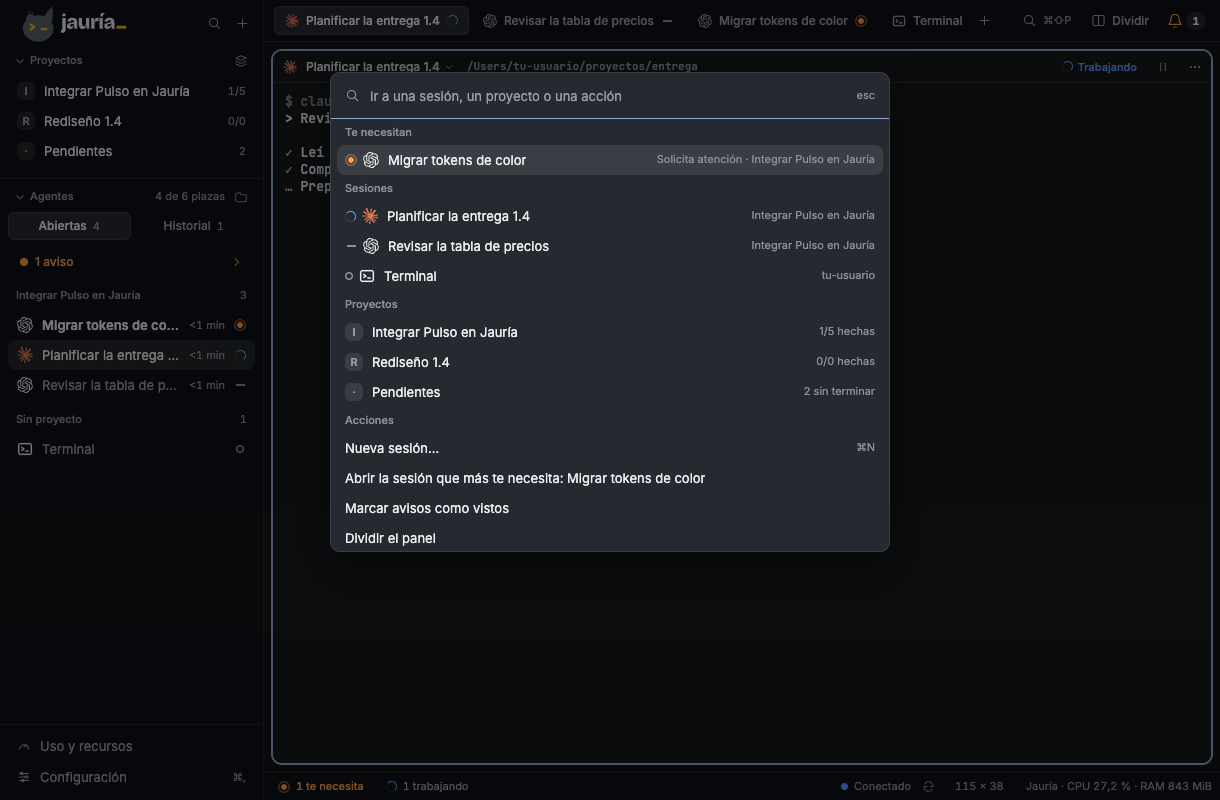 jauría_
Proyectos
I Integrar Pulso en Jauría 1/5
R Rediseño 1.4 0/0
· Pendientes 2
Agentes 4 de 6 plazas
Abiertas 4 Historial 1
1 aviso
Integrar Pulso en Jauría 3
Migrar tokens de co... <1 min
Planificar la entrega ... <1 min
Revisar la tabla de p... <1 min
Sin proyecto 1
Terminal
Uso y recursos
Configuración ⌘,
Planificar la entrega 1.4 Revisar la tabla de precios Migrar tokens de color Terminal ⌘⇧P Dividir 1
Planificar la entrega 1.4 /Users/tu-usuario/proyectos/entrega Trabajando
$ clau
> Revi
✓ Leí
✓ Comp
… Prep
Ir a una sesión, un proyecto o una acción esc
Te necesitan
Migrar tokens de color Solicita atención · Integrar Pulso en Jauría
Sesiones
Planificar la entrega 1.4 Integrar Pulso en Jauría
Revisar la tabla de precios Integrar Pulso en Jauría
Terminal tu-usuario
Proyectos
I Integrar Pulso en Jauría 1/5 hechas
R Rediseño 1.4 0/0 hechas
· Pendientes 2 sin terminar
Acciones
Nueva sesión... ⌘N
Abrir la sesión que más te necesita: Migrar tokens de color
Marcar avisos como vistos
Dividir el panel
1 te necesita 1 trabajando Conectado 115 × 38 Jauría · CPU 27,2 % · RAM 843 MiB